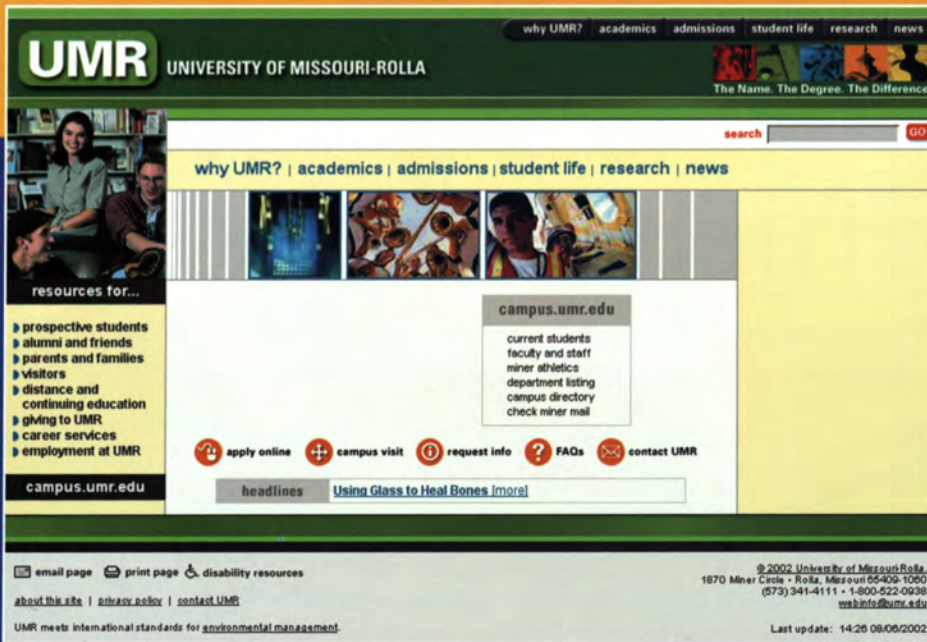 why UMR? academics admissions student life research news
UMR UNIVERSITY OF MISSOURI-ROLLA
The Name. The Degree. The Difference
search GO
why UMR? | academics | admissions | student life | research | news
resources for...
prospective students
alumni and friends
parents and families
visitors
distance and
continuing education
giving to UMR
career services
employment at UMR
campus.umr.edu
campus.umr.edu
current students
faculty and staff
miner athletics
department listing
campus directory
check miner mail
apply online campus visit request info FAQs contact UMR
headlines Using Glass to Heal Bones [more]
email page print page disability resources
about this site | privacy policy | contact UMR
UMR meets international standards for environmental management.
© 2002 University of Missouri-Rolla.
1870 Miner Circle • Rolla, Missouri 65409-1060
(573) 341-4111 • 1-800-522-0938
webinfo@umr.edu
Last update: 14:26 08/06/2002